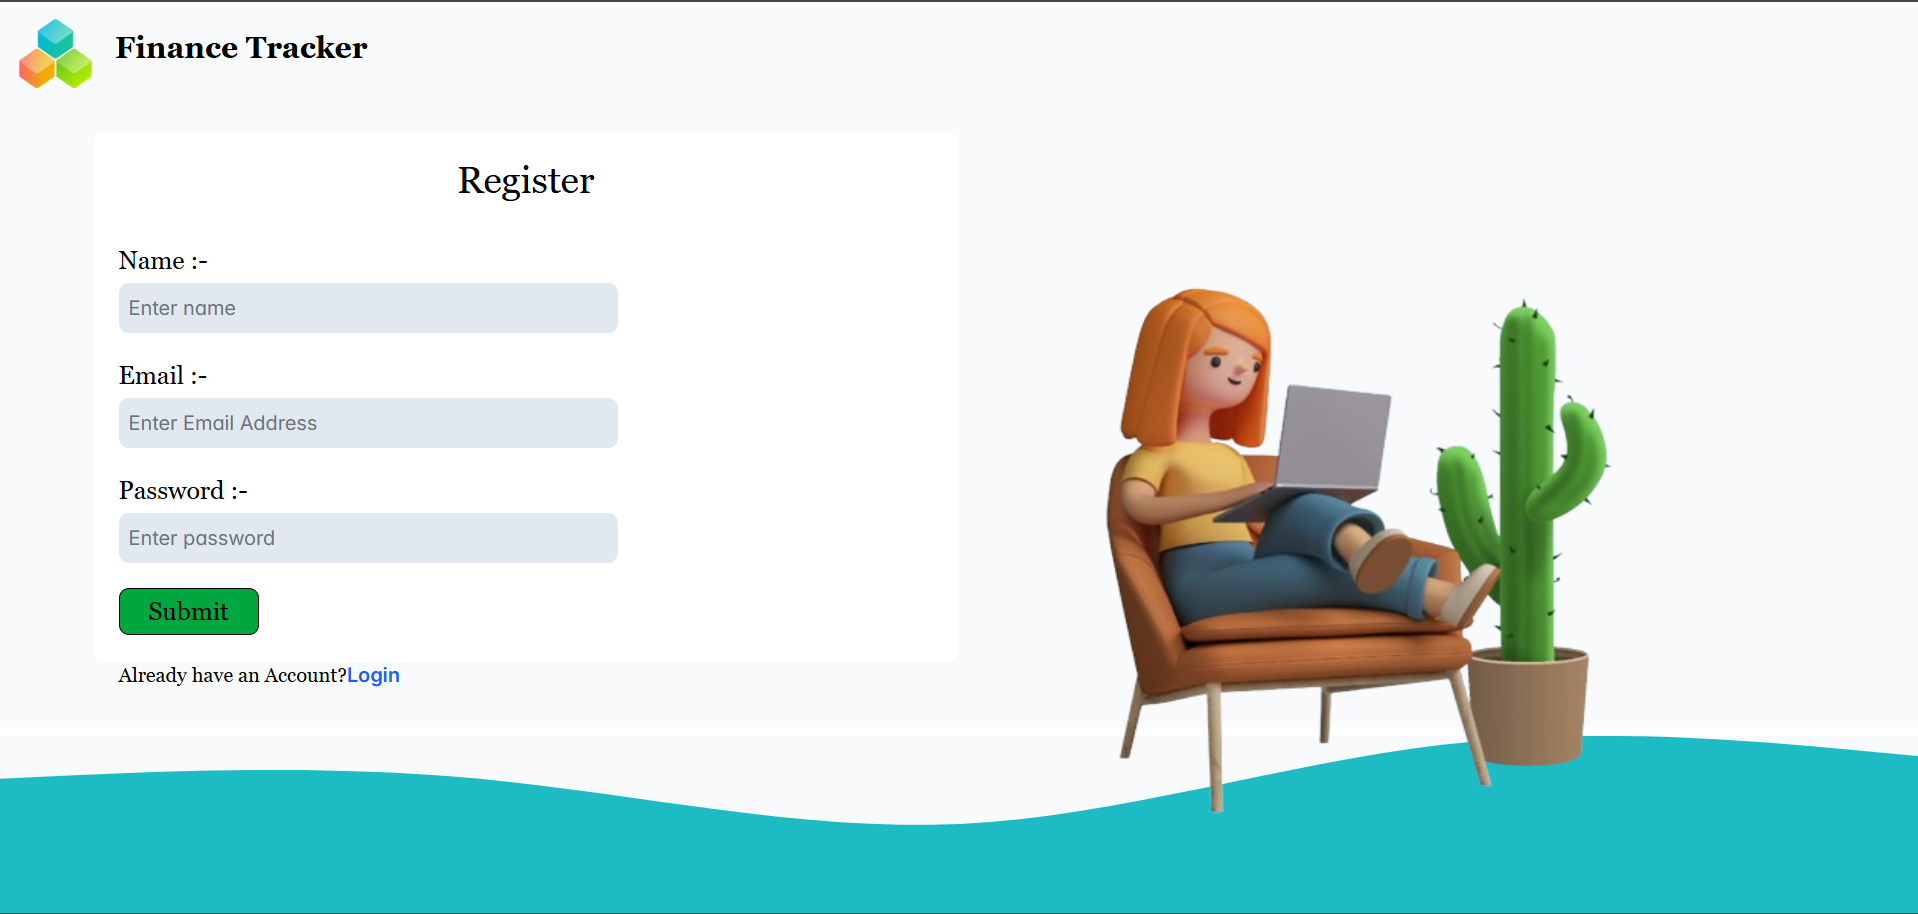 Finance Tracker
Register
Name :-
Enter name
Email :-
Enter Email Address
Password :-
Enter password
Submit
Already have an Account?Login